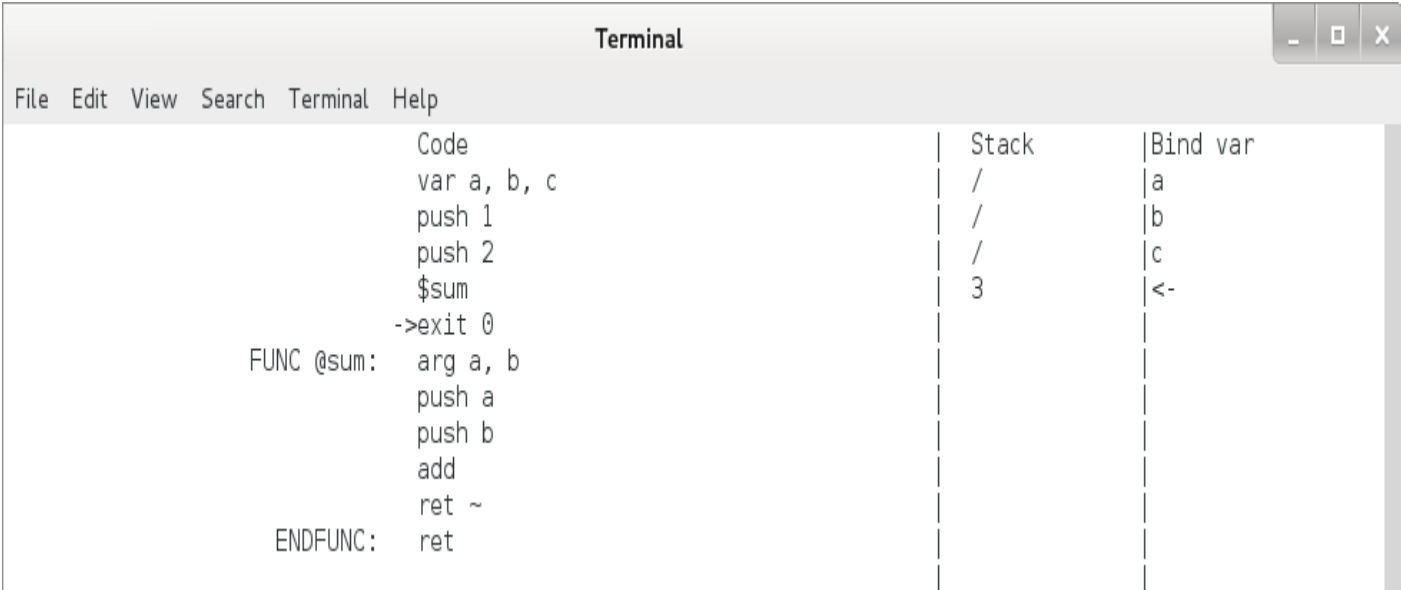 Terminal
File Edit View Search Terminal Help
Code | Stack |Bind var
var a, b, c | / |a
push 1 | / |b
push 2 | / |c
$sum | 3 |<-
->exit 0 | |
FUNC @sum: arg a, b | |
push a | |
push b | |
add | |
ret ~ | |
ENDFUNC: ret | |
| |